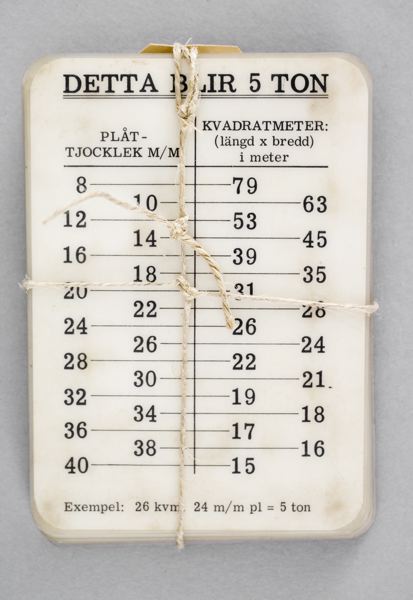 DETTA BLIR 5 TON
PLÅT-
TJOCKLEK M/M
KVADRATMETER:
(längd x bredd)
i meter
8 79
10 63
12 53
14 45
16 39
18 35
20 31
22 28
24 26
26 24
28 22
30 21
32 19
34 18
36 17
38 16
40 15
Exempel: 26 kvm. 24 m/m pl = 5 ton